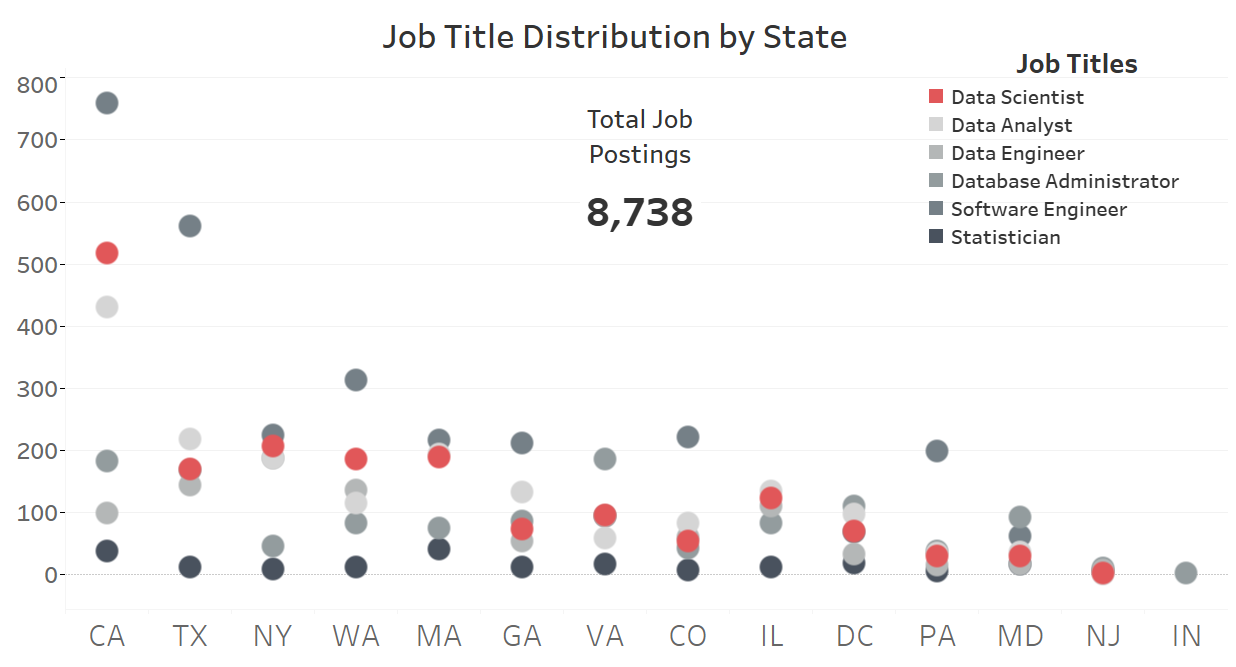 Job Title Distribution by State
Job Titles
Data Scientist
Data Analyst
Data Engineer
Database Administrator
Software Engineer
Statistician
Total Job
Postings
8,738
800
700
600
500
400
300
200
100
0
CA TX NY WA MA GA VA CO IL DC PA MD NJ IN